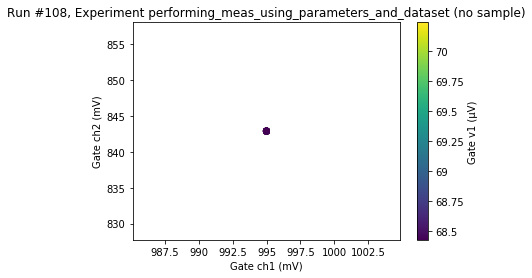 Run #108, Experiment performing_meas_using_parameters_and_dataset (no sample)
855
850
845
840
835
830
Gate ch2 (mV)
987.5 990 992.5 995 997.5 1000 1002.5
Gate ch1 (mV)
70
69.75
69.5
69.25
69
68.75
68.5
Gate v1 (μV)